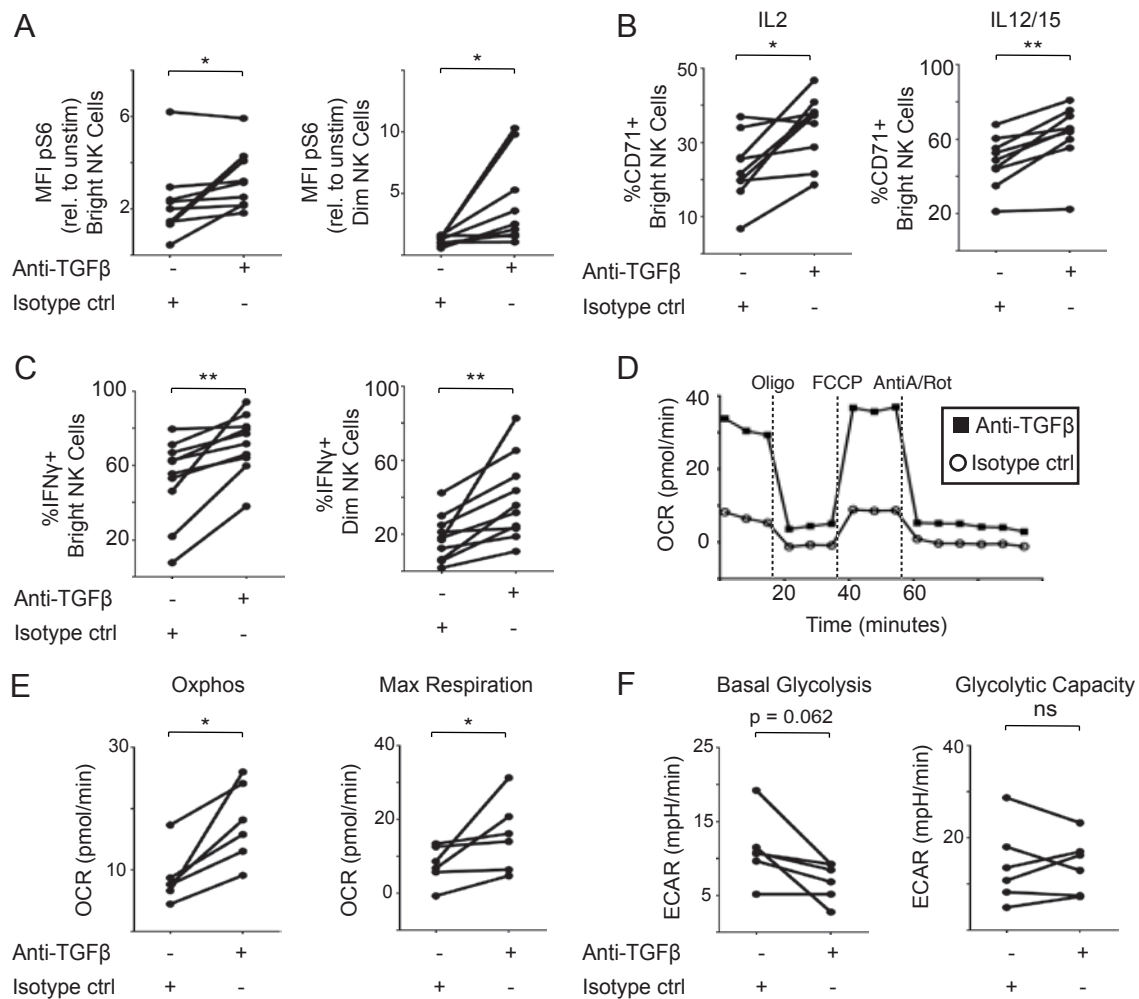 A
*
MFI pS6
(rel. to unstim)
Bright NK Cells
6
2
*
MFI pS6
(rel. to unstim)
Dim NK Cells
10
5
Anti-TGFβ - + - +
Isotype ctrl + - + -
B
IL2
*
%CD71+
Bright NK Cells
50
30
10
IL12/15
**
%CD71+
Bright NK Cells
100
60
20
Anti-TGFβ - + - +
Isotype ctrl + - + -
C
**
%IFNγ+
Bright NK Cells
100
60
20
**
%IFNγ+
Dim NK Cells
100
60
20
Anti-TGFβ - + - +
Isotype ctrl + - + -
D
Oligo FCCP AntiA/Rot
OCR (pmol/min)
40
20
0
Anti-TGFβ
Isotype ctrl
20 40 60
Time (minutes)
E
Oxphos
*
OCR (pmol/min)
30
10
Max Respiration
*
OCR (pmol/min)
40
20
0
Anti-TGFβ - + - +
Isotype ctrl + - + -
F
Basal Glycolysis
p = 0.062
ECAR (mpH/min)
25
15
5
Glycolytic Capacity
ns
ECAR (mpH/min)
40
20
Anti-TGFβ - + - +
Isotype ctrl + - + -